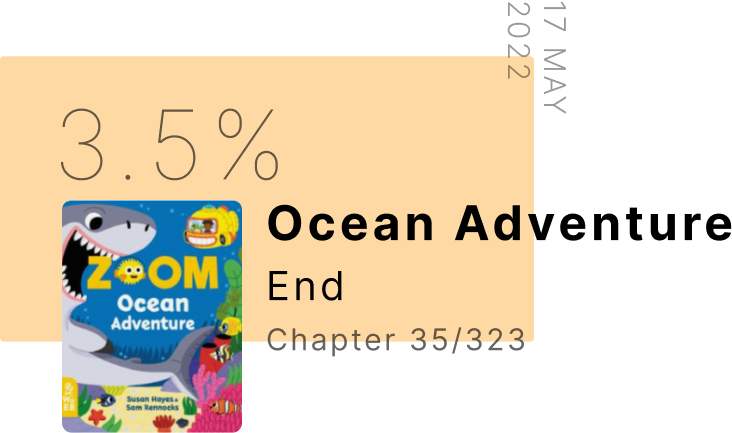 17 MAY
2022
3.5%
Ocean Adventure
End
Chapter 35/323
ZOOM
Ocean
Adventure
Susan Hayes &
Sam Rennocks